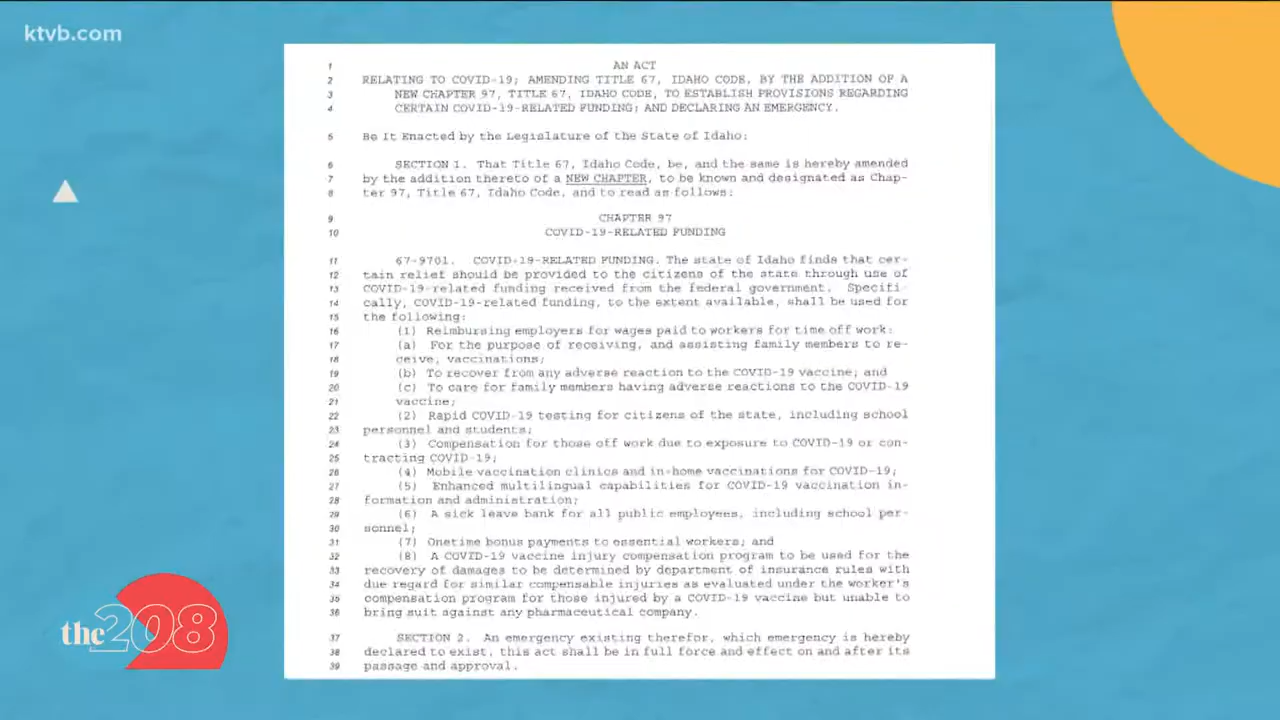 ktvb.com
1 AN ACT
2 RELATING TO COVID-19; AMENDING TITLE 67, IDAHO CODE, BY THE ADDITION OF A
3 NEW CHAPTER 97, TITLE 67, IDAHO CODE, TO ESTABLISH PROVISIONS REGARDING
4 CERTAIN COVID-19-RELATED FUNDING; AND DECLARING AN EMERGENCY.
5 Be It Enacted by the Legislature of the State of Idaho:
6 SECTION 1. That Title 67, Idaho Code, be, and the same is hereby amended
7 by the addition thereto of a NEW CHAPTER, to be known and designated as Chap-
8 ter 97, Title 67, Idaho Code, and to read as follows:
9 CHAPTER 97
10 COVID-19-RELATED FUNDING
11 67-9701. COVID-19-RELATED FUNDING. The state of Idaho finds that cer-
12 tain relief should be provided to the citizens of the state through use of
13 COVID-19-related funding received from the federal government. Specifi-
14 cally, COVID-19-related funding, to the extent available, shall be used for
15 the following:
16 (1) Reimbursing employers for wages paid to workers for time off work:
17 (a) For the purpose of receiving, and assisting family members to re-
18 ceive, vaccinations;
19 (b) To recover from any adverse reaction to the COVID-19 vaccine; and
20 (c) To care for family members having adverse reactions to the COVID-19
21 vaccine;
22 (2) Rapid COVID-19 testing for citizens of the state, including school
23 personnel and students;
24 (3) Compensation for those off work due to exposure to COVID-19 or con-
25 tracting COVID-19;
26 (4) Mobile vaccination clinics and in-home vaccinations for COVID-19;
27 (5) Enhanced multilingual capabilities for COVID-19 vaccination in-
28 formation and administration;
29 (6) A sick leave bank for all public employees, including school per-
30 sonnel;
31 (7) Onetime bonus payments to essential workers; and
32 (8) A COVID-19 vaccine injury compensation program to be used for the
33 recovery of damages to be determined by department of insurance rules with
34 due regard for similar compensable injuries as evaluated under the worker's
35 compensation program for those injured by a COVID-19 vaccine but unable to
36 bring suit against any pharmaceutical company.
37 SECTION 2. An emergency existing therefor, which emergency is hereby
38 declared to exist, this act shall be in full force and effect on and after its
39 passage and approval.
the 208